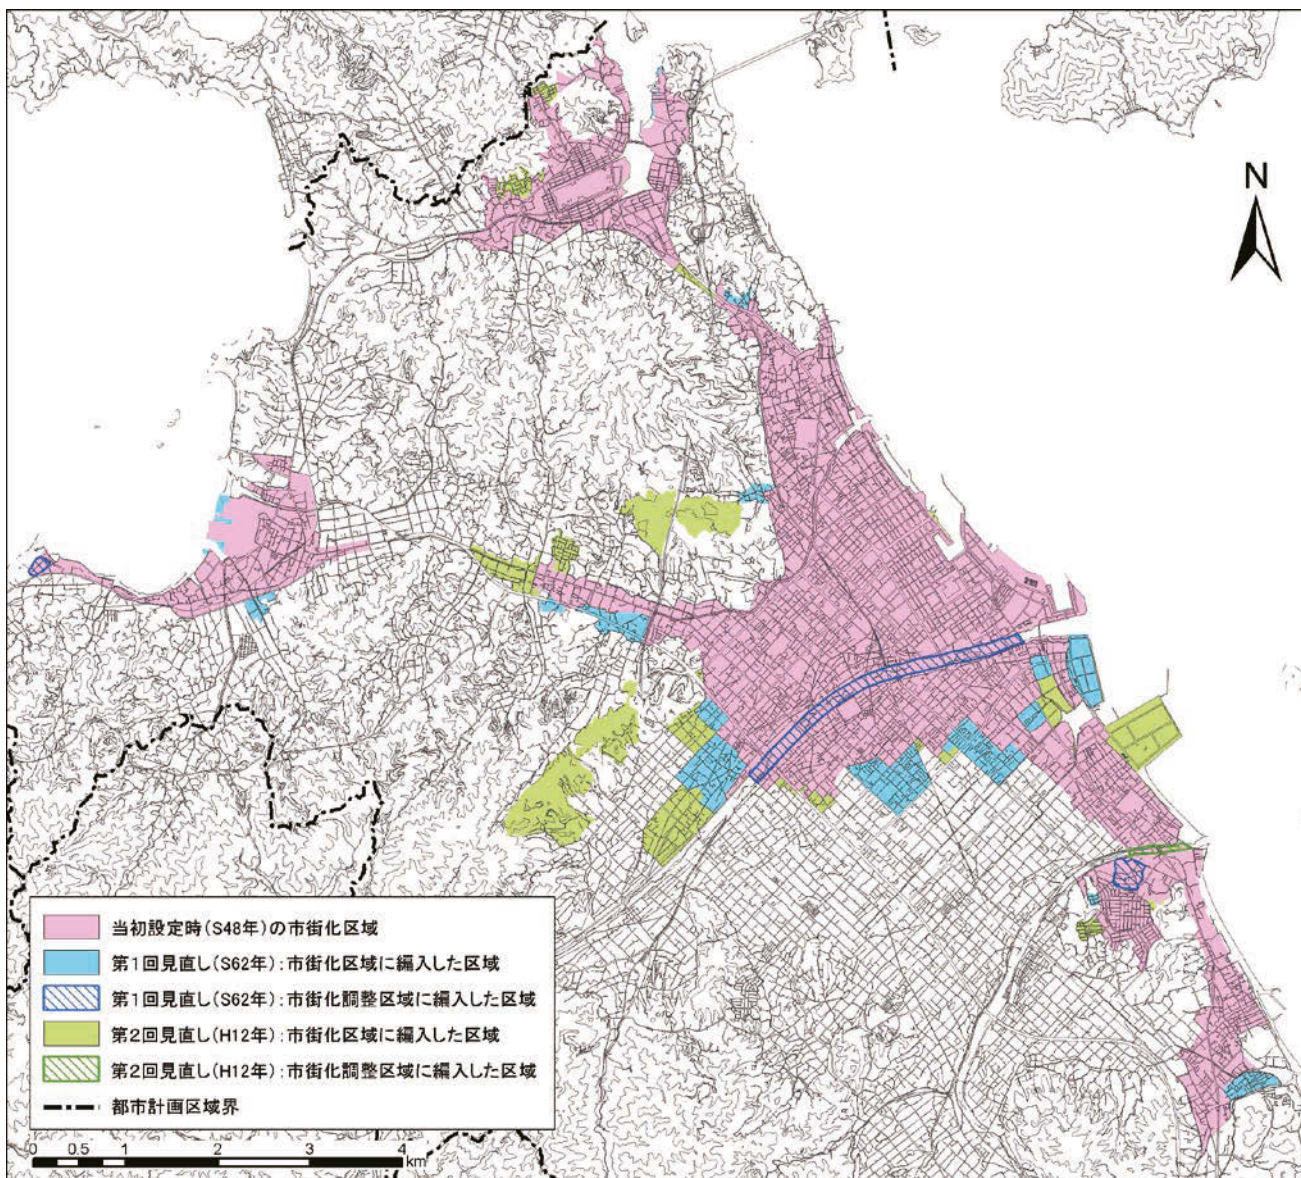 N
当初設定時(S48年)の市街化区域
第1回見直し(S62年):市街化区域に編入した区域
第1回見直し(S62年):市街化調整区域に編入した区域
第2回見直し(H12年):市街化区域に編入した区域
第2回見直し(H12年):市街化調整区域に編入した区域
都市計画区域界
0 0.5 1 2 3 4
km